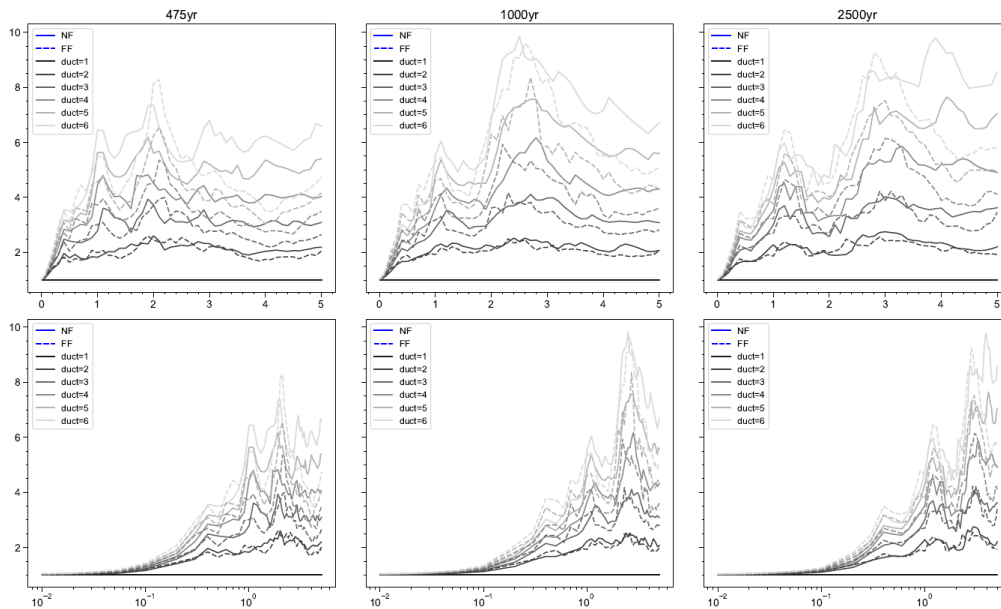 475yr
1000yr
2500yr
10
8
6
4
2
NF
FF
duct=1
duct=2
duct=3
duct=4
duct=5
duct=6
0 1 2 3 4 5
NF
FF
duct=1
duct=2
duct=3
duct=4
duct=5
duct=6
0 1 2 3 4 5
NF
FF
duct=1
duct=2
duct=3
duct=4
duct=5
duct=6
0 1 2 3 4 5
10
8
6
4
2
NF
FF
duct=1
duct=2
duct=3
duct=4
duct=5
duct=6
10⁻² 10⁻¹ 10⁰
NF
FF
duct=1
duct=2
duct=3
duct=4
duct=5
duct=6
10⁻² 10⁻¹ 10⁰
NF
FF
duct=1
duct=2
duct=3
duct=4
duct=5
duct=6
10⁻² 10⁻¹ 10⁰